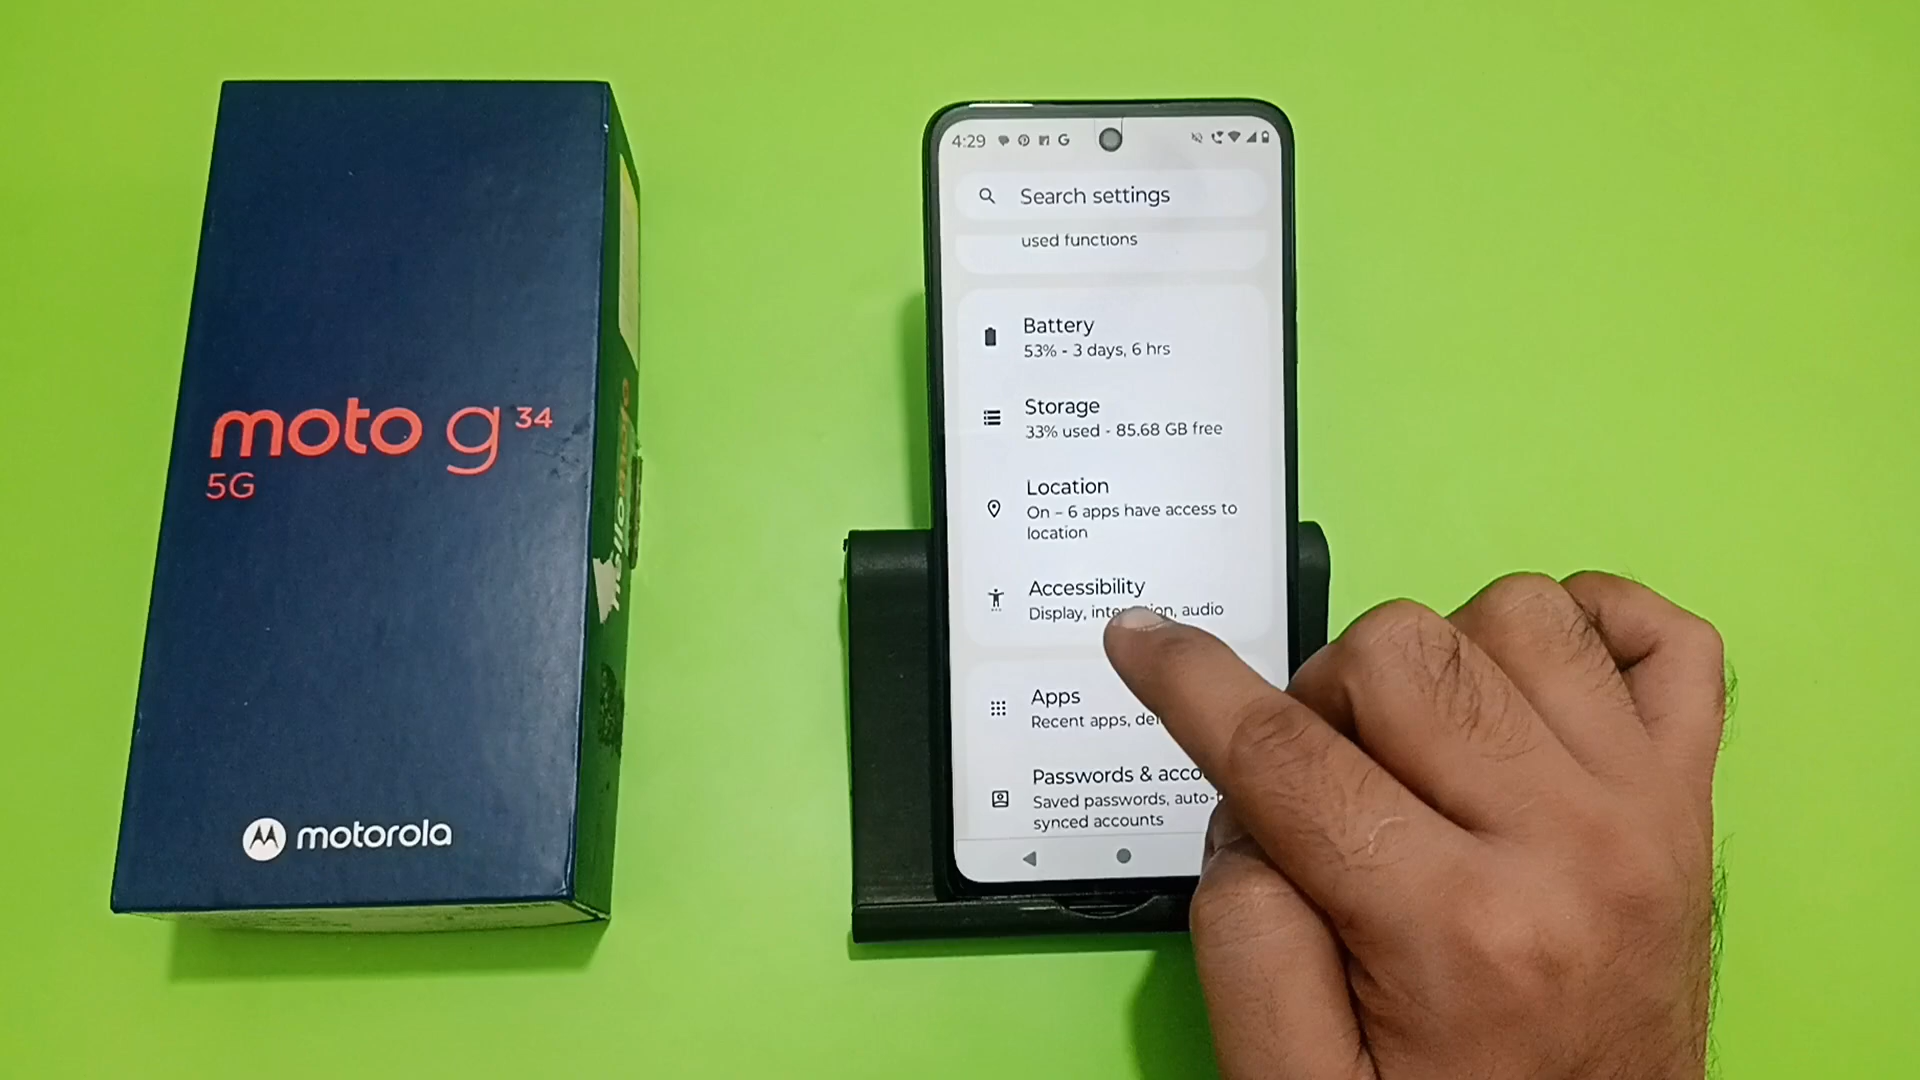 moto g 34
5G
motorola
4:29
Search settings
used functions
Battery
53% - 3 days, 6 hrs
Storage
33% used - 85.68 GB free
Location
On – 6 apps have access to
location
Accessibility
Display, audio
Apps
Recent apps,
Passwords &
Saved passwords,
synced accounts